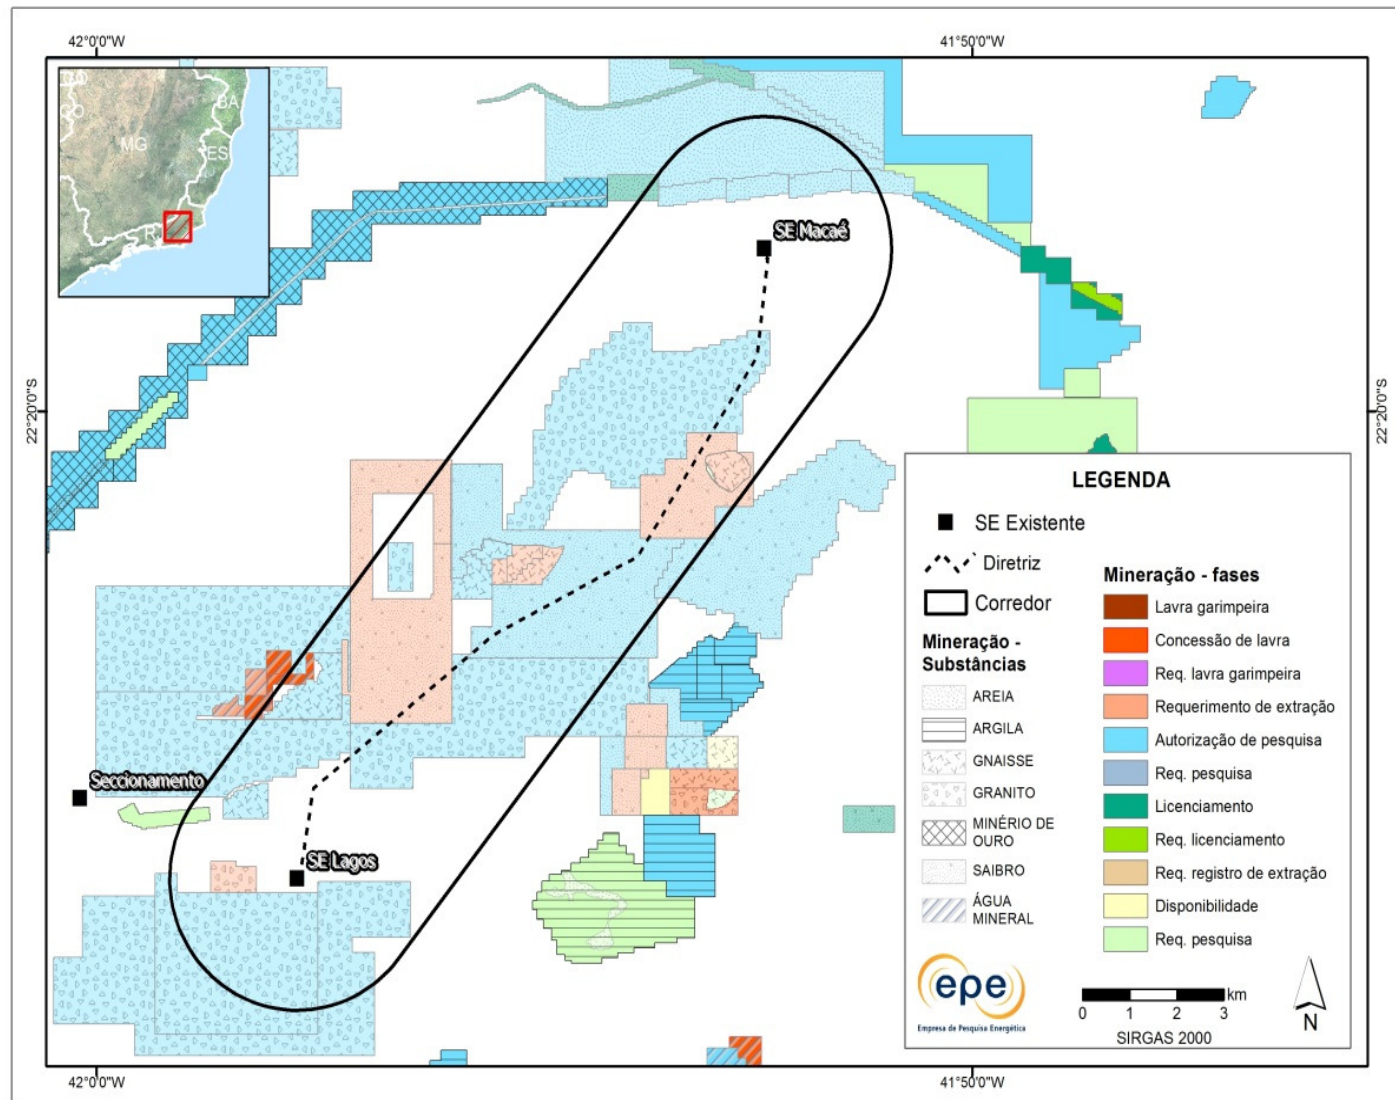 42°0'0"W
41°50'0"W
GO
GO
BA
MG
ES
RJ
SE Macaé
22°20'0"S
22°20'0"S
Seccionamento
SE Lagos
LEGENDA
SE Existente
Diretriz
Corredor
Mineração -
Substâncias
AREIA
ARGILA
GNAISSE
GRANITO
MINÉRIO DE
OURO
SAIBRO
ÁGUA
MINERAL
Mineração - fases
Lavra garimpeira
Concessão de lavra
Req. lavra garimpeira
Requerimento de extração
Autorização de pesquisa
Req. pesquisa
Licenciamento
Req. licenciamento
Req. registro de extração
Disponibilidade
Req. pesquisa
epe
Empresa de Pesquisa Energética
km
0 1 2 3
SIRGAS 2000
N
42°0'0"W
41°50'0"W